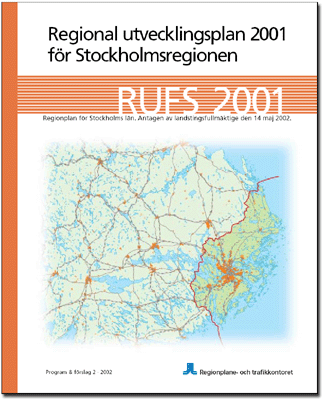 Regional utvecklingsplan 2001
för Stockholmsregionen
RUFS 2001
Regionplan för Stockholms län. Antagen av landstingsfullmäktige den 14 maj 2002.
Program & förslag 2 · 2002
Regionplane- och trafikkontoret